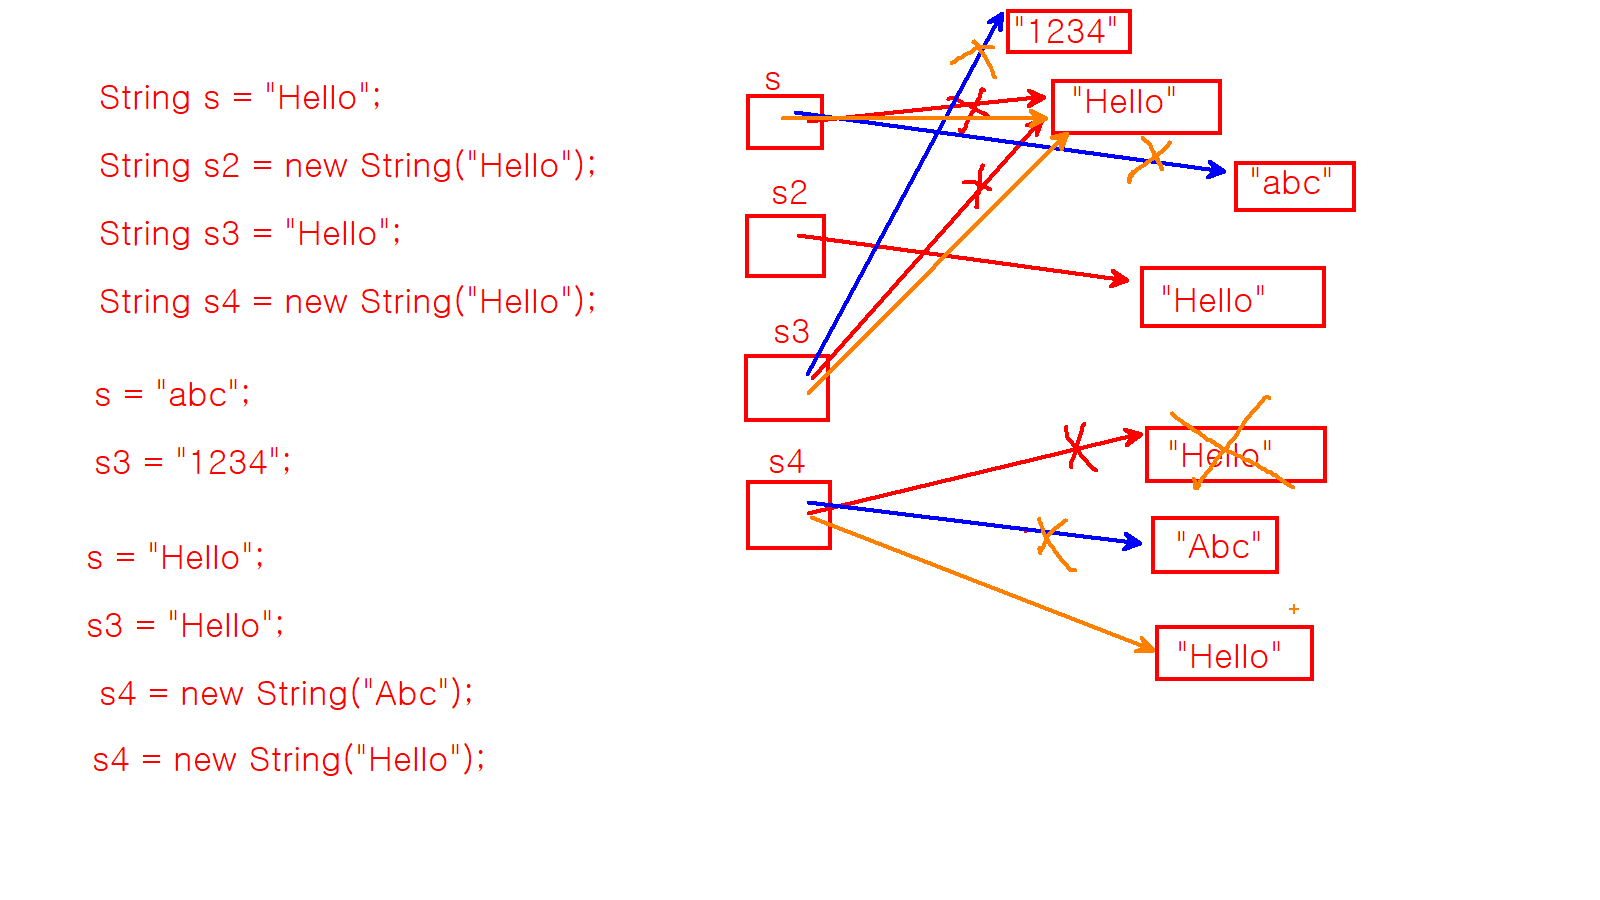 String s = "Hello";
String s2 = new String("Hello");
String s3 = "Hello";
String s4 = new String("Hello");
s = "abc";
s3 = "1234";
s = "Hello";
s3 = "Hello";
s4 = new String("Abc");
s4 = new String("Hello");
"1234"
s
"Hello"
"abc"
s2
"Hello"
s3
s4
"Hello"
"Abc"
"Hello"